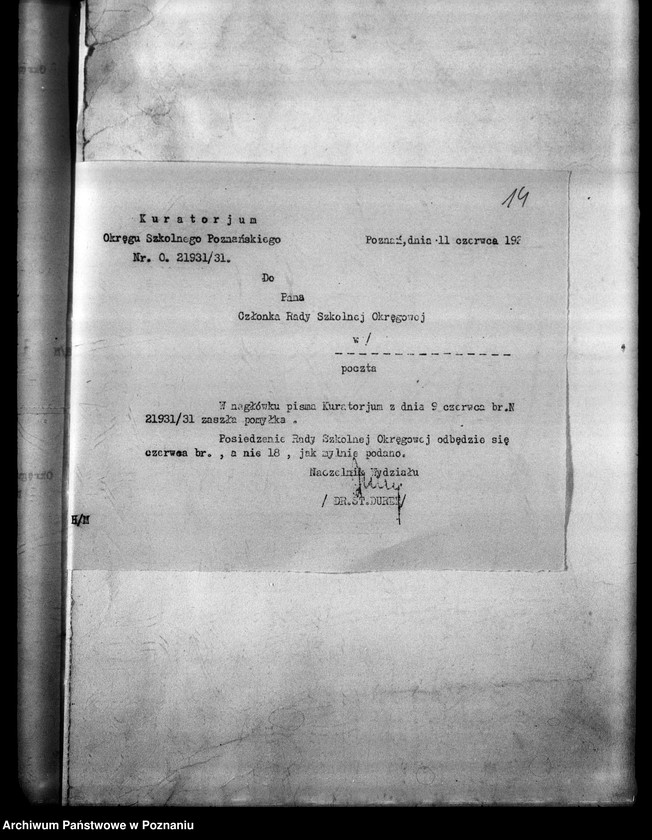 14
Kuratorjum
Okręgu Szkolnego Poznańskiego
Poznań, dnia 11 czerwca 193
Nr. O. 21931/31.
Do
Pana
Członka Rady Szkolnej Okręgowej
w /
poczta
W nagłówku pisma Kuratorjum z dnia 9 czerwca br.N
21931/31 zaszła pomyłka .
Posiedzenie Rady Szkolnej Okręgowej odbędzie się
czerwca br. , a nie 18 , jak mylnie podano.
Naczelnik Wydziału
/ DR.ST. /
H/M
Archiwum Państwowe w Poznaniu